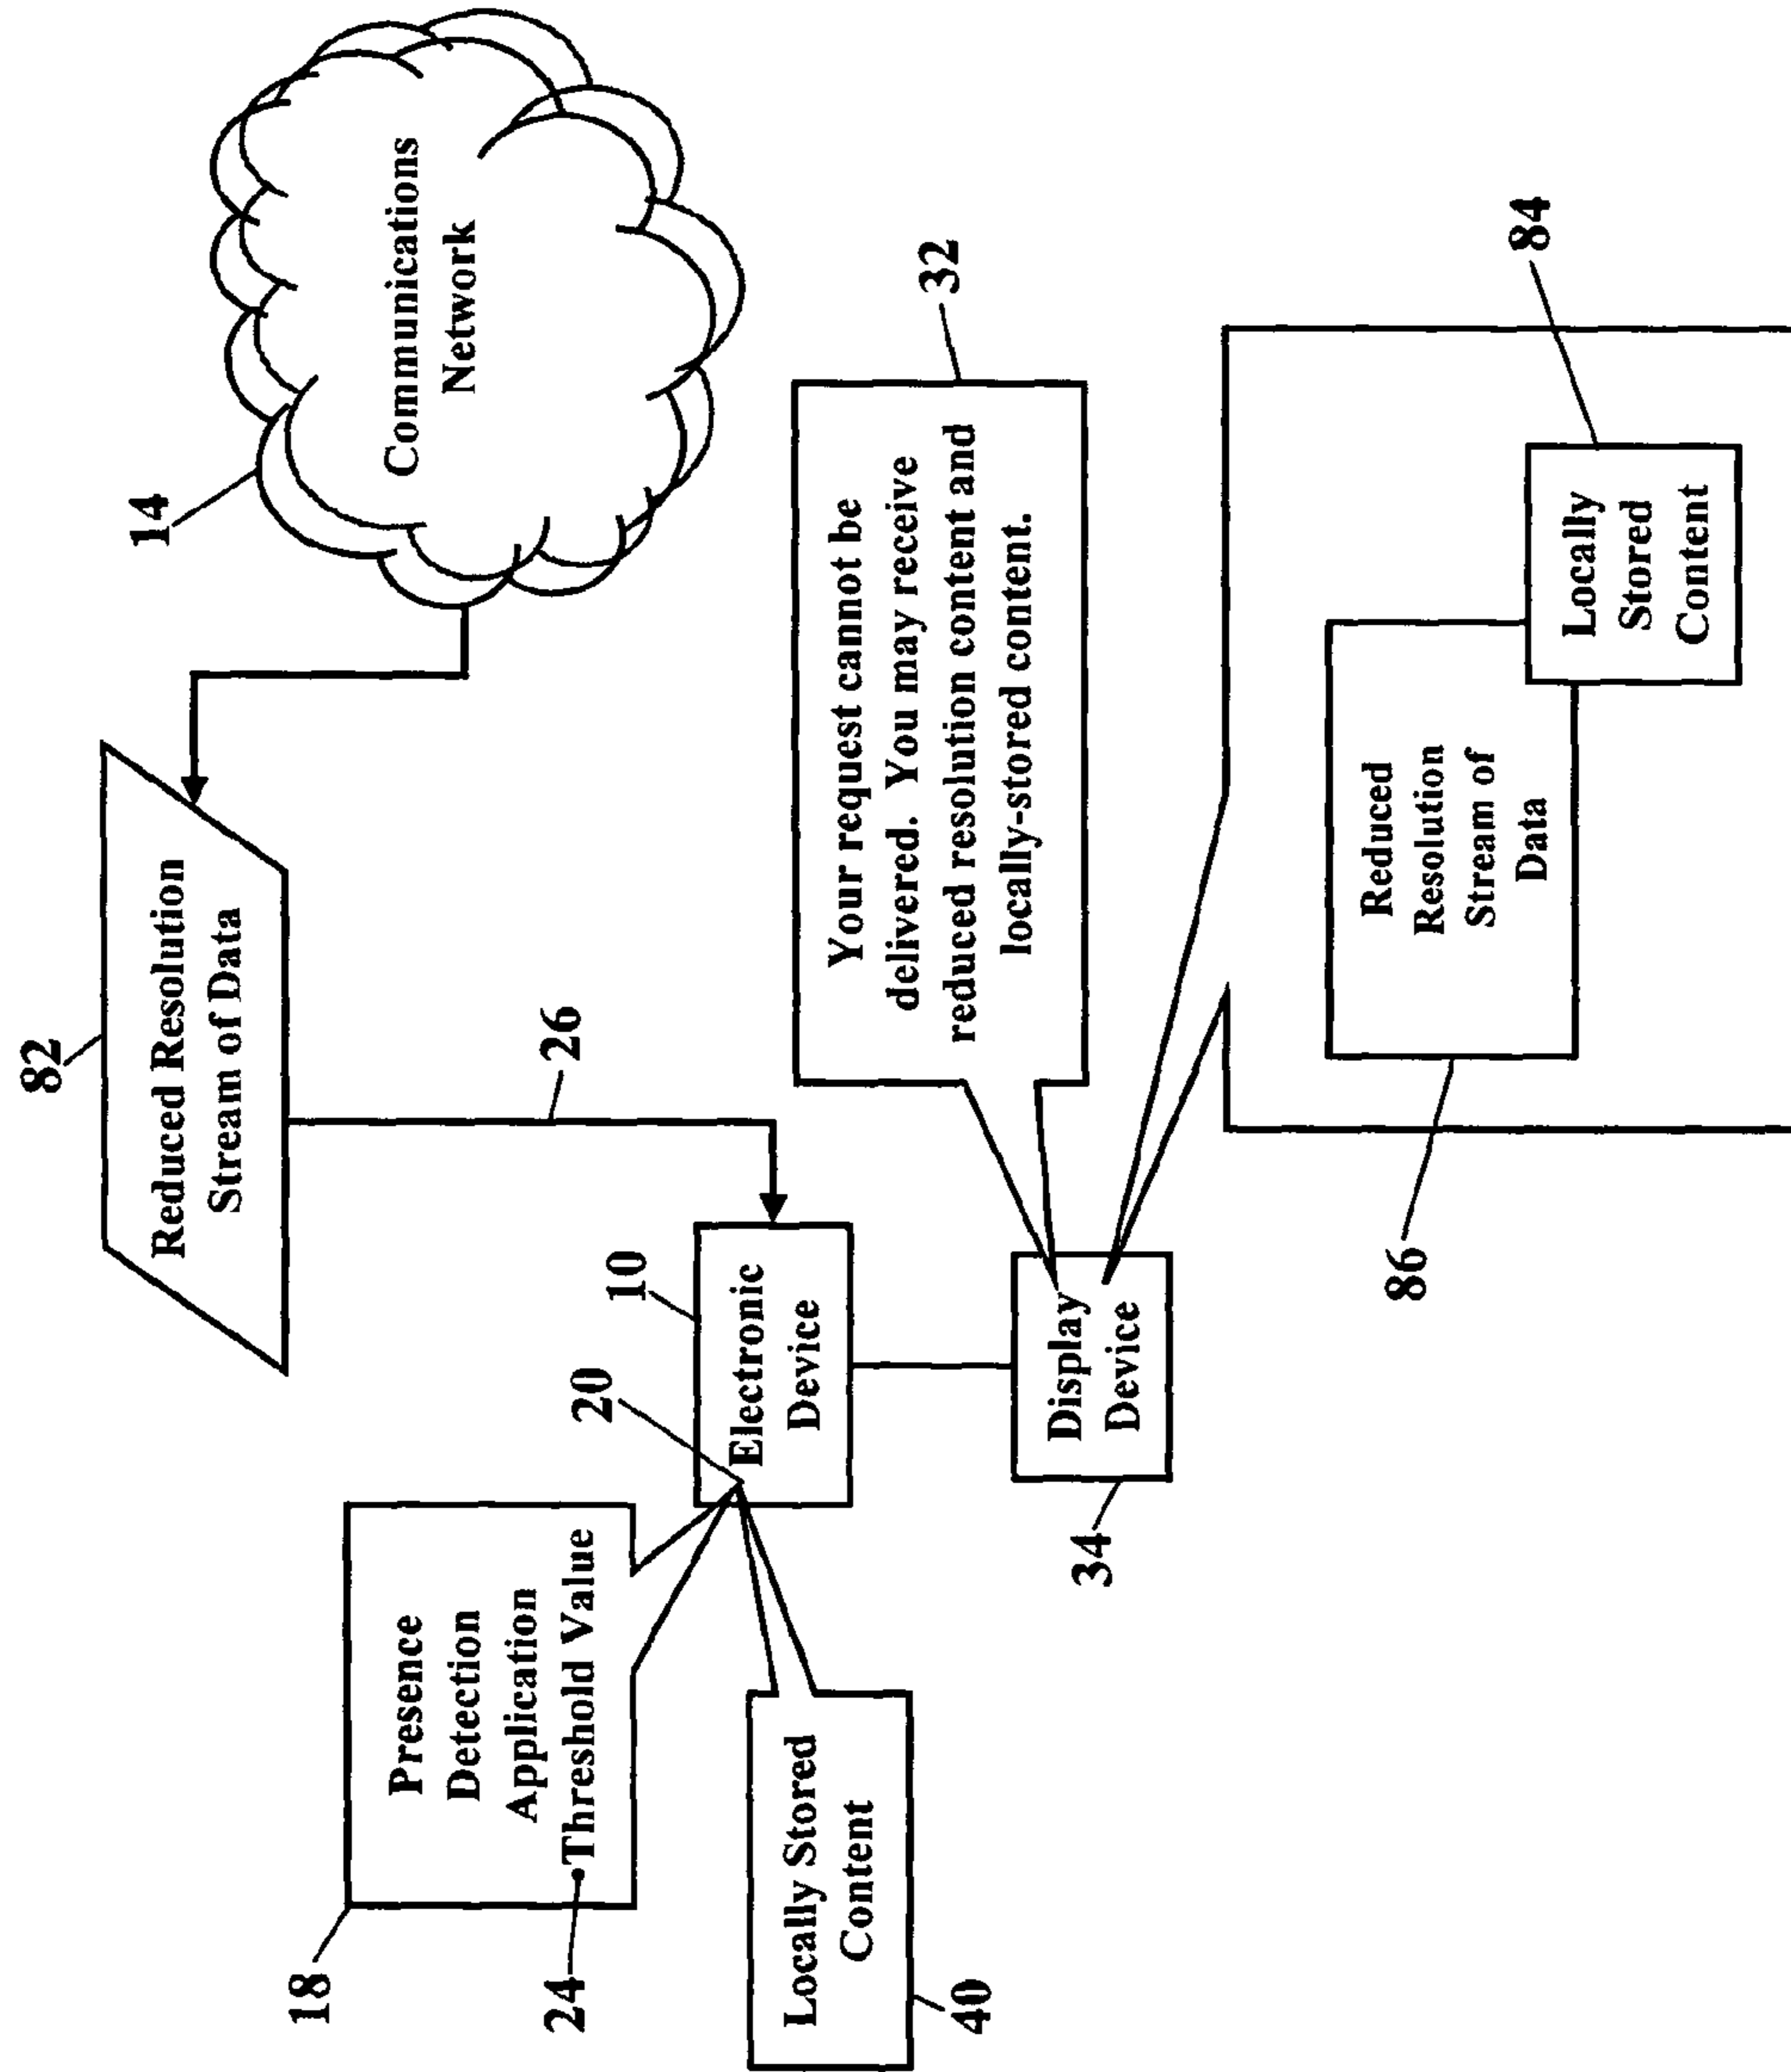 82
Reduced Resolution
Stream of Data
14
Communications
Network
26
18
Presence
Detection
Application
24
•Threshold Value
20
10
Electronic
Device
Locally Stored
Content
40
32
Your request cannot be
delivered. You may receive
reduced resolution content and
locally-stored content.
34
Display
Device
86
Reduced
Resolution
Stream of
Data
84
Locally
Stored
Content